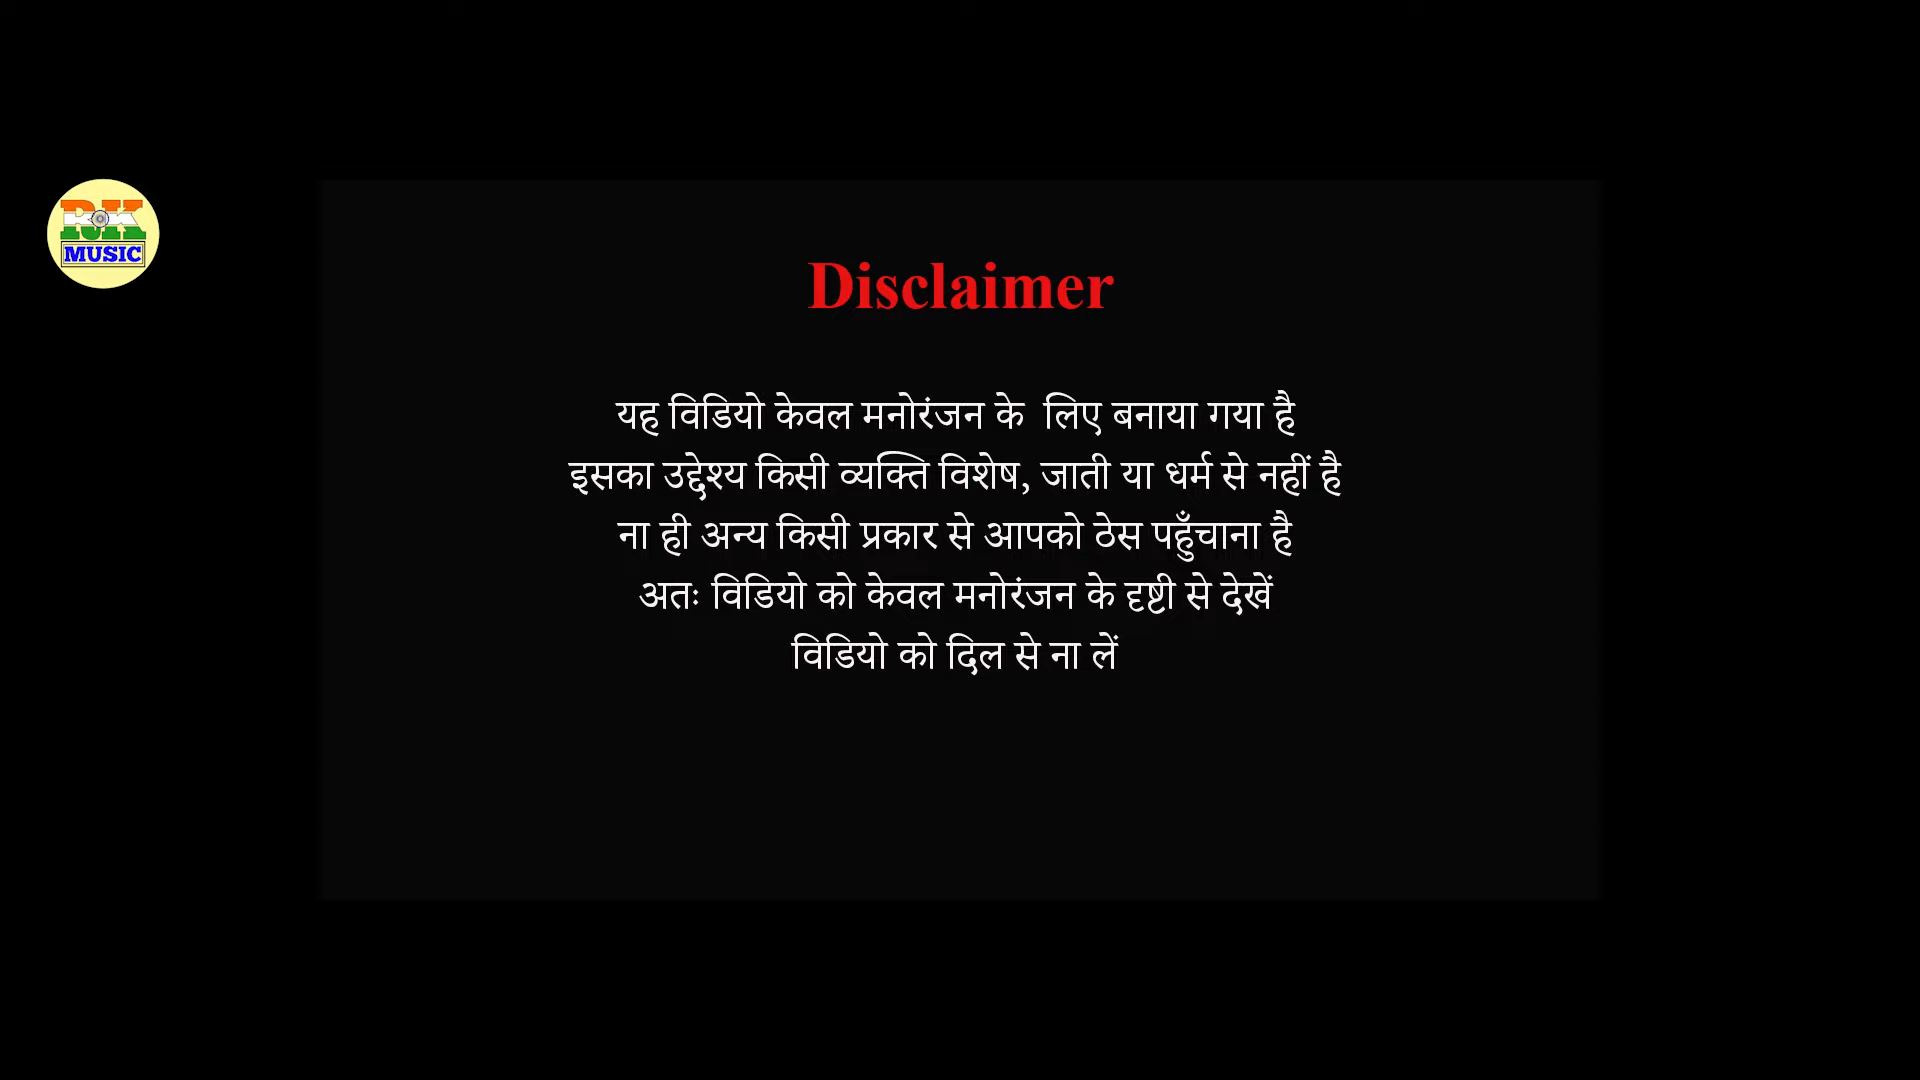 RK
MUSIC
Disclaimer
यह विडियो केवल मनोरंजन के लिए बनाया गया है
इसका उद्देश्य किसी व्यक्ति विशेष, जाती या धर्म से नहीं है
ना ही अन्य किसी प्रकार से आपको ठेस पहुँचाना है
अतः विडियो को केवल मनोरंजन के दृष्टी से देखें
विडियो को दिल से ना लें